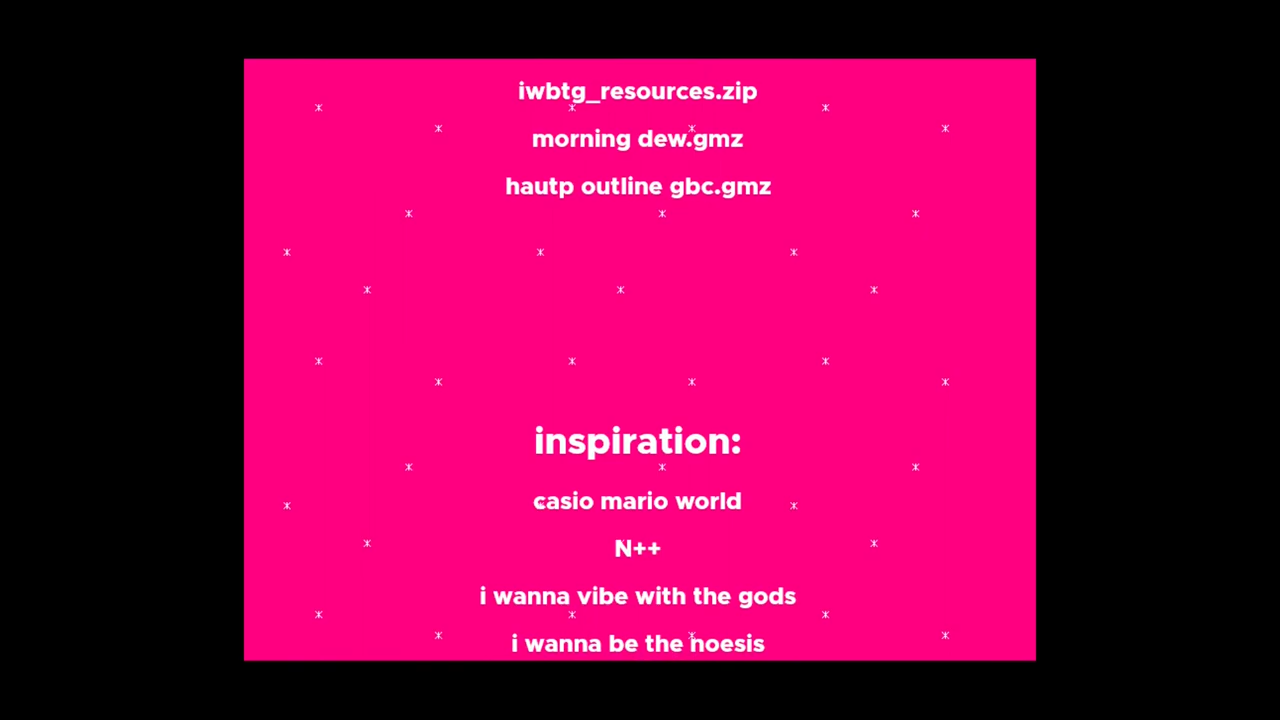 iwbtg_resources.zip
morning dew.gmz
hautp outline gbc.gmz
inspiration:
casio mario world
N++
i wanna vibe with the gods
i wanna be the noesis